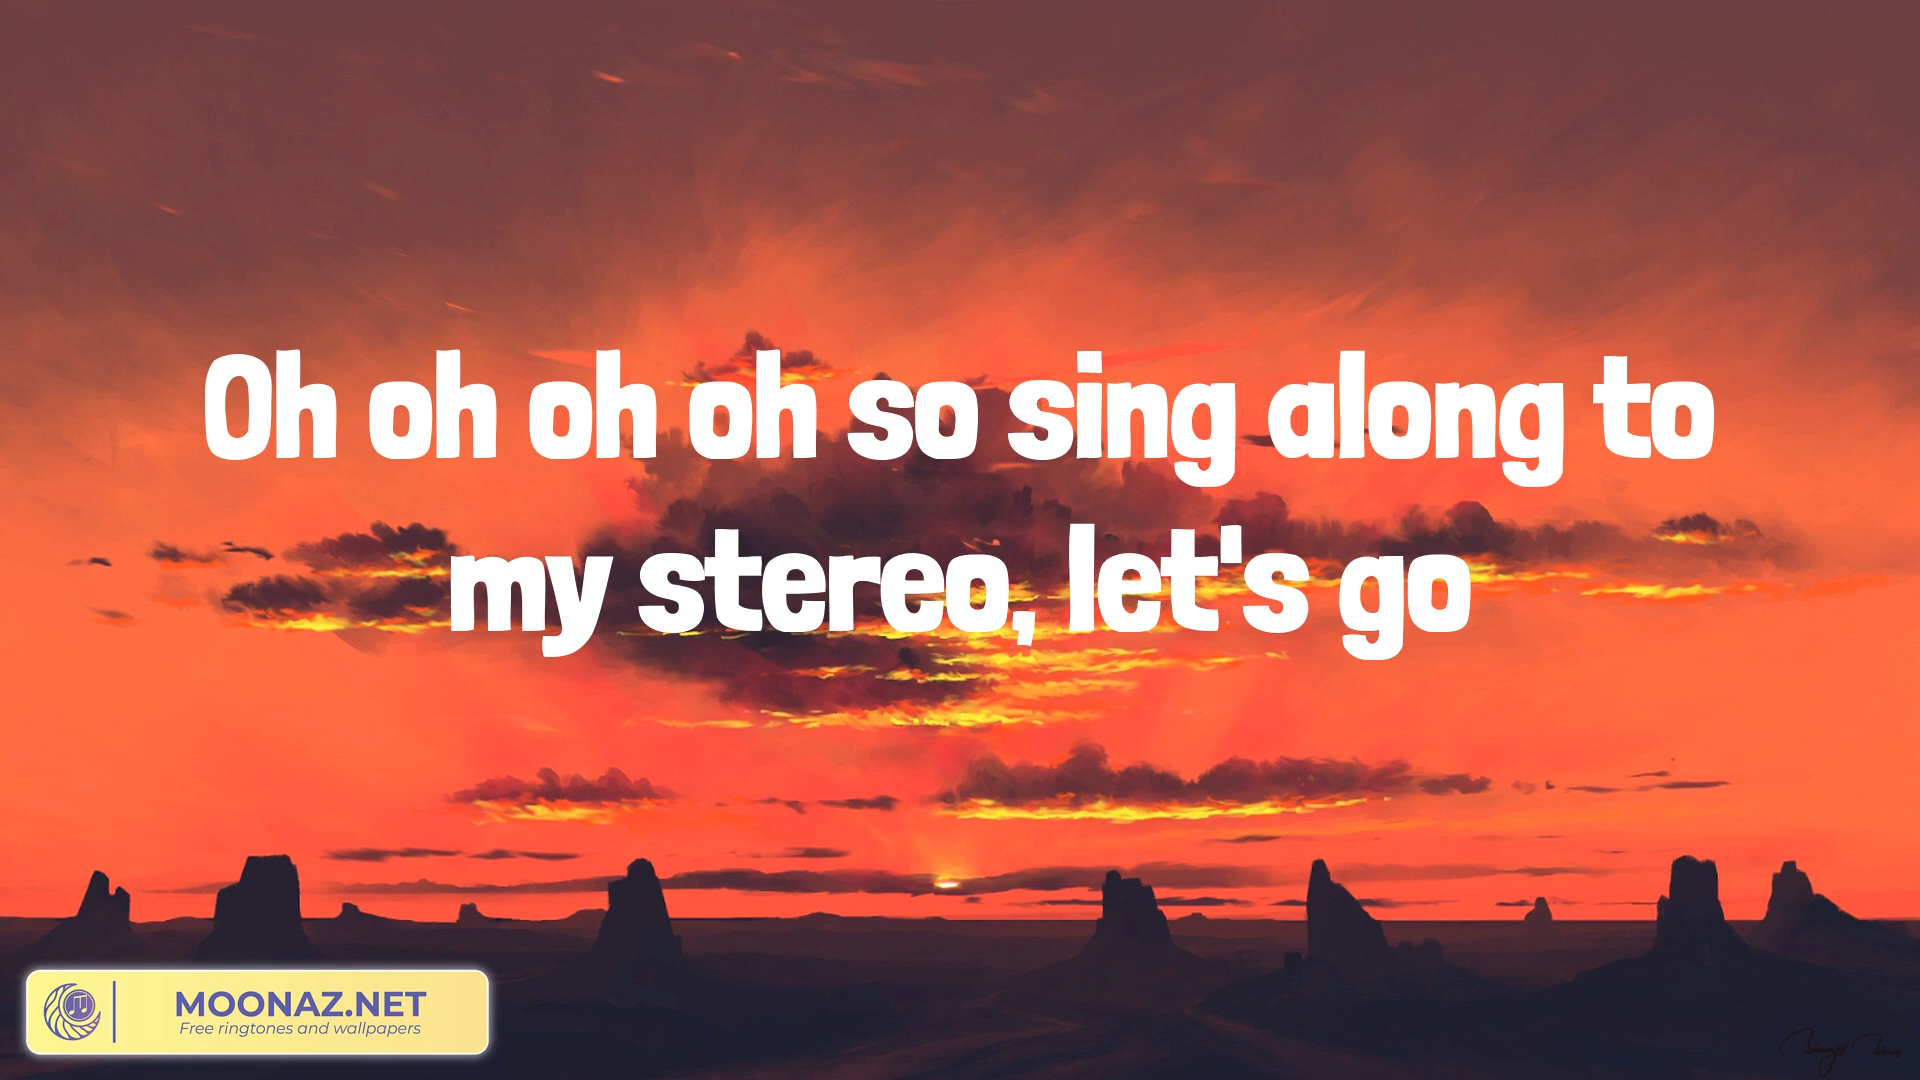 Oh oh oh oh so sing along to
my stereo, let's go
MOONAZ.NET
Free ringtones and wallpapers